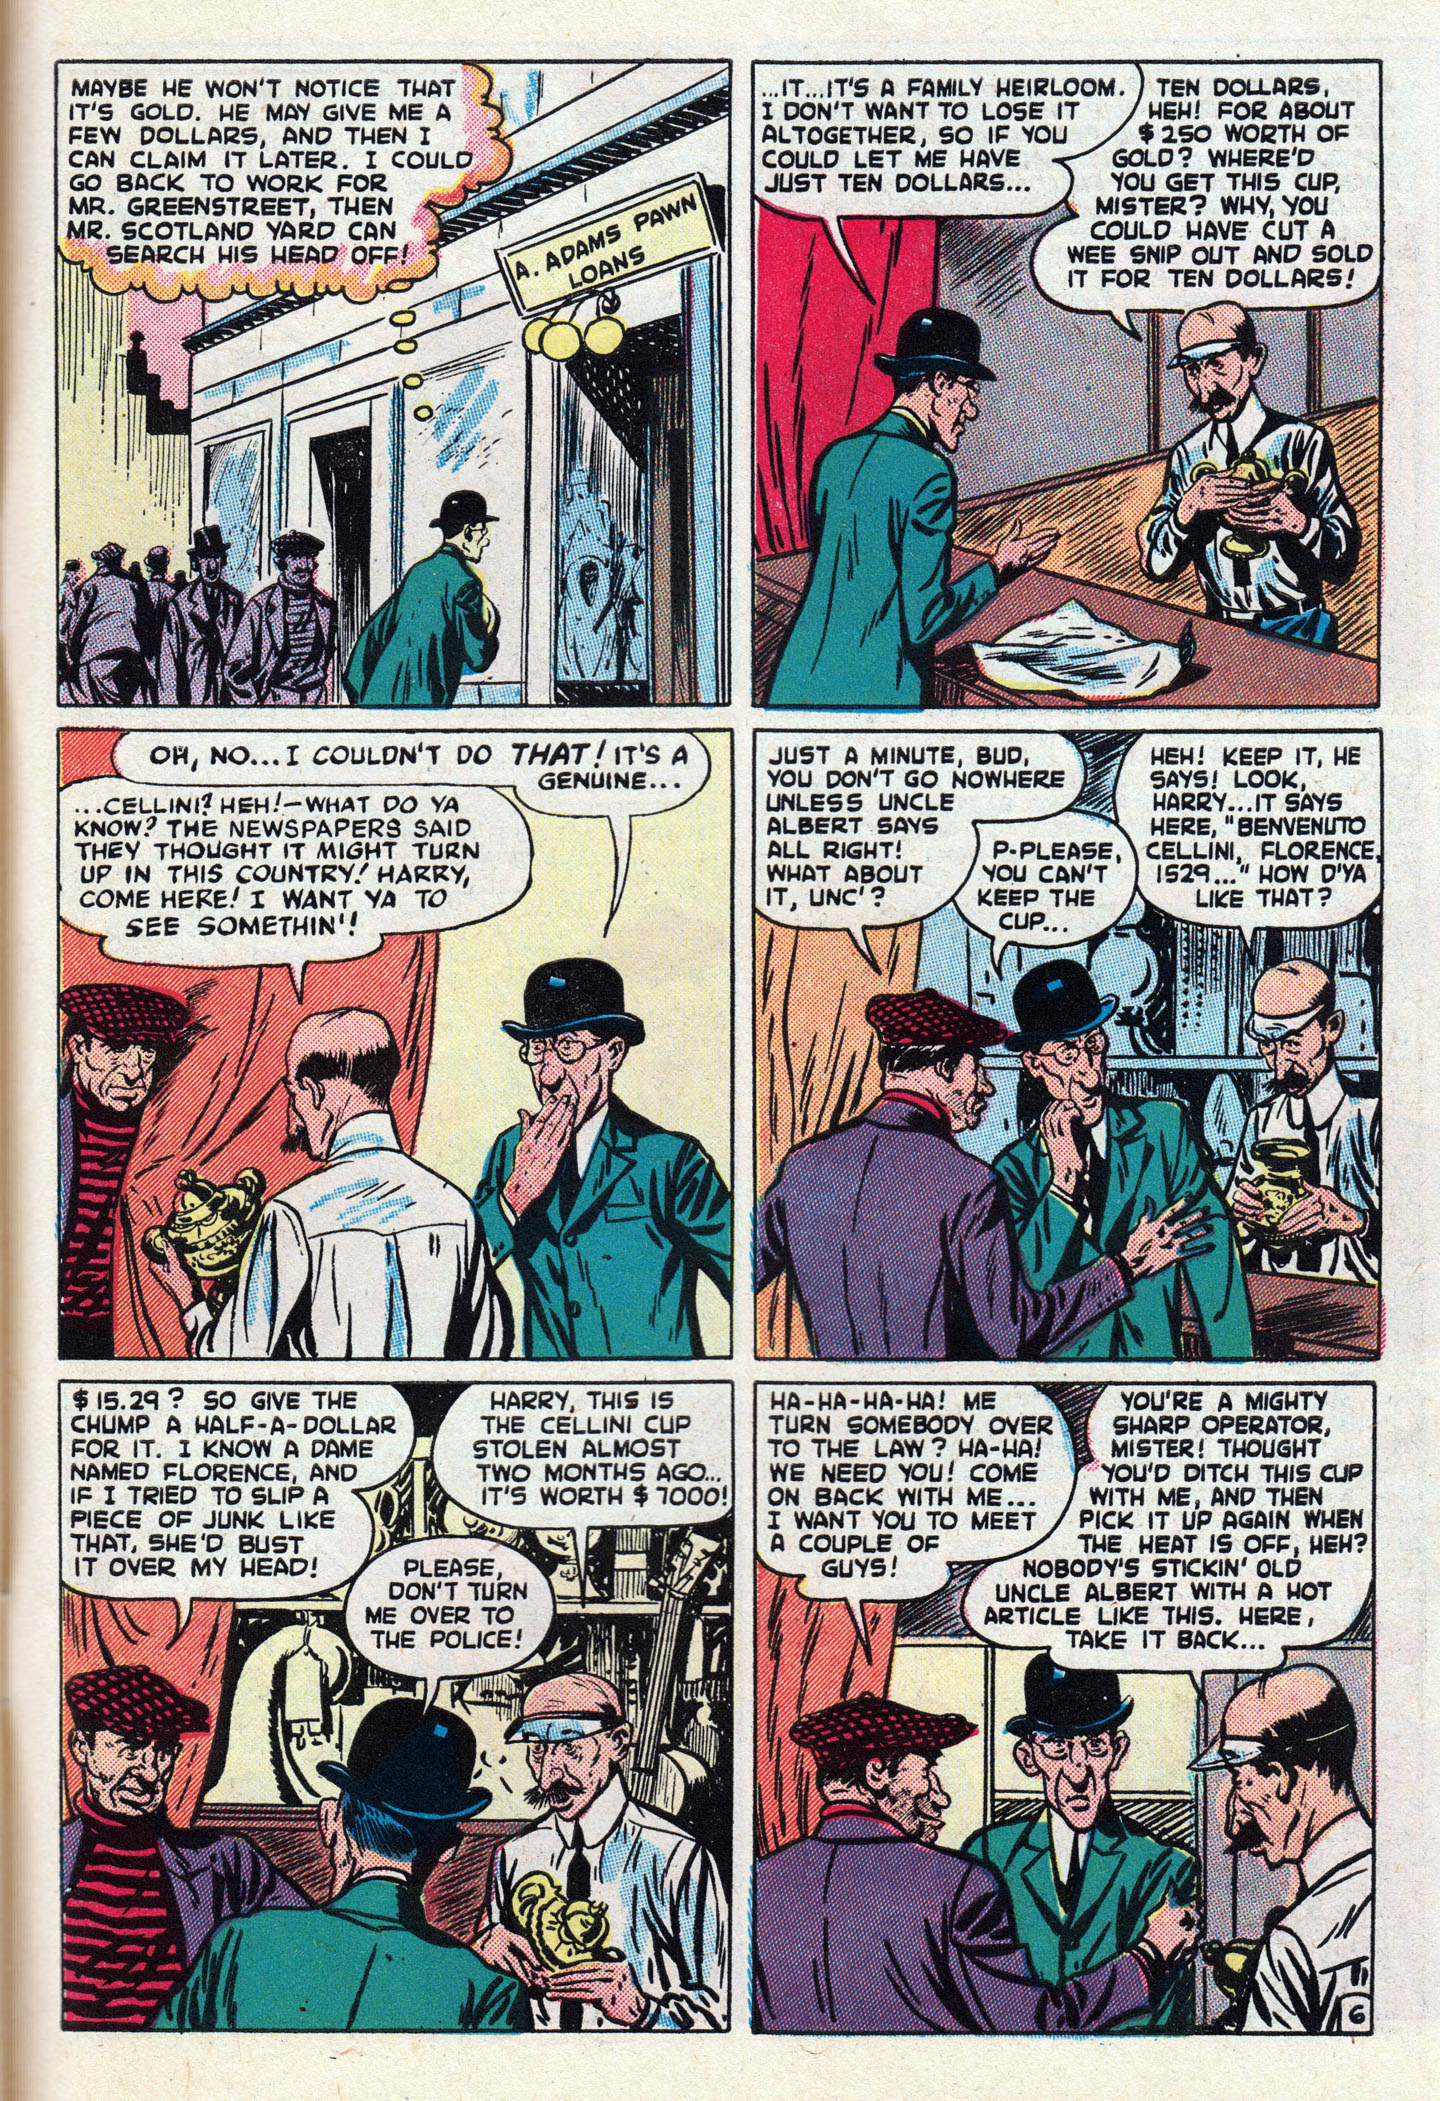 MAYBE HE WON'T NOTICE THAT
IT'S GOLD. HE MAY GIVE ME A
FEW DOLLARS, AND THEN I
CAN CLAIM IT LATER. I COULD
GO BACK TO WORK FOR
MR. GREENSTREET, THEN
MR. SCOTLAND YARD CAN
SEARCH HIS HEAD OFF!
A. ADAMS PAWN
LOANS
...IT...IT'S A FAMILY HEIRLOOM.
I DON'T WANT TO LOSE IT
ALTOGETHER, SO IF YOU
COULD LET ME HAVE
JUST TEN DOLLARS...
TEN DOLLARS,
HEH! FOR ABOUT
$250 WORTH OF
GOLD? WHERE'D
YOU GET THIS CUP,
MISTER? WHY, YOU
COULD HAVE CUT A
WEE SNIP OUT AND SOLD
IT FOR TEN DOLLARS!
OH, NO...I COULDN'T DO THAT! IT'S A
GENUINE...
...CELLINI? HEH!-WHAT DO YA
KNOW? THE NEWSPAPERS SAID
THEY THOUGHT IT MIGHT TURN
UP IN THIS COUNTRY! HARRY,
COME HERE! I WANT YA TO
SEE SOMETHIN'!
JUST A MINUTE, BUD,
YOU DON'T GO NOWHERE
UNLESS UNCLE
ALBERT SAYS
ALL RIGHT!
WHAT ABOUT
IT, UNC'?
P-PLEASE,
YOU CAN'T
KEEP THE
CUP...
HEH! KEEP IT, HE
SAYS! LOOK,
HARRY...IT SAYS
HERE, "BENVENUTO
CELLINI, FLORENCE,
1529..." HOW D'YA
LIKE THAT?
$15.29? SO GIVE THE
CHUMP A HALF-A-DOLLAR
FOR IT. I KNOW A DAME
NAMED FLORENCE, AND
IF I TRIED TO SLIP A
PIECE OF JUNK LIKE
THAT, SHE'D BUST
IT OVER MY HEAD!
HARRY, THIS IS
THE CELLINI CUP
STOLEN ALMOST
TWO MONTHS AGO...
IT'S WORTH $7000!
PLEASE,
DON'T TURN
ME OVER TO
THE POLICE!
HA-HA-HA-HA! ME
TURN SOMEBODY OVER
TO THE LAW? HA-HA!
WE NEED YOU! COME
ON BACK WITH ME...
I WANT YOU TO MEET
A COUPLE OF
GUYS!
YOU'RE A MIGHTY
SHARP OPERATOR,
MISTER! THOUGHT
YOU'D DITCH THIS CUP
WITH ME, AND THEN
PICK IT UP AGAIN WHEN
THE HEAT IS OFF, HEH?
NOBODY'S STICKIN' OLD
UNCLE ALBERT WITH A HOT
ARTICLE LIKE THIS. HERE,
TAKE IT BACK...
6